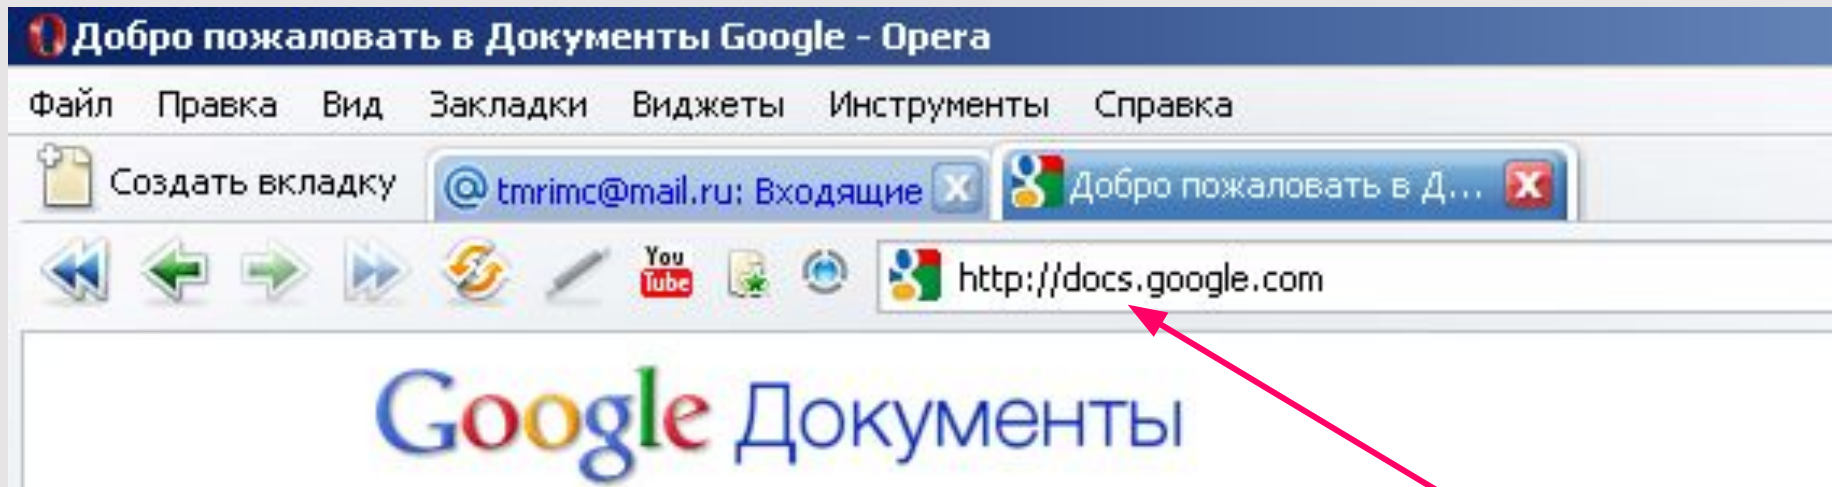 Добро пожаловать в Документы Google - Opera
Файл Правка Вид Закладки Виджеты Инструменты Справка
Создать вкладку @ tmrimc@mail.ru: Входящие Добро пожаловать в Д...
You Tube http://docs.google.com
Google Документы